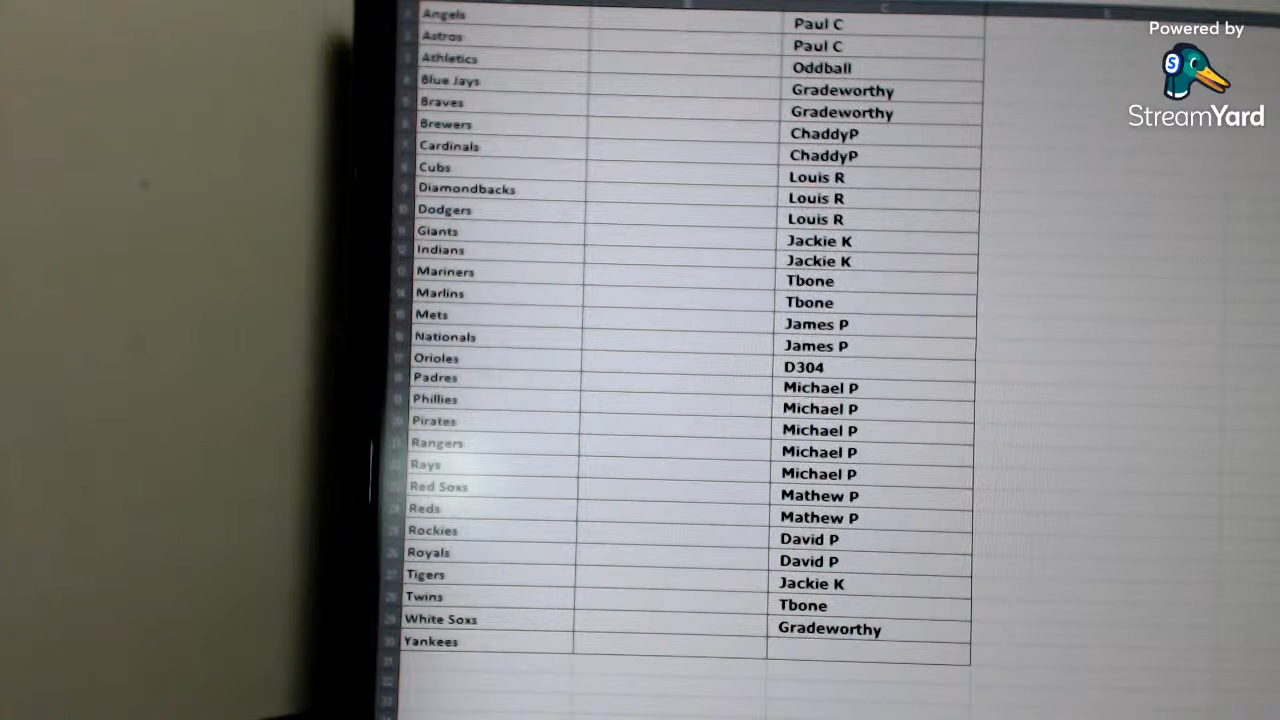 Powered by
StreamYard
Angels Paul C
Astros Paul C
Athletics Oddball
Blue Jays Gradeworthy
Braves Gradeworthy
Brewers ChaddyP
Cardinals ChaddyP
Cubs Louis R
Diamondbacks Louis R
Dodgers Louis R
Giants Jackie K
Indians Jackie K
Mariners Tbone
Marlins Tbone
Mets James P
Nationals James P
Orioles D304
Padres Michael P
Phillies Michael P
Pirates Michael P
Rangers Michael P
Rays Michael P
Red Soxs Mathew P
Reds Mathew P
Rockies David P
Royals David P
Tigers Jackie K
Twins Tbone
White Soxs Gradeworthy
Yankees